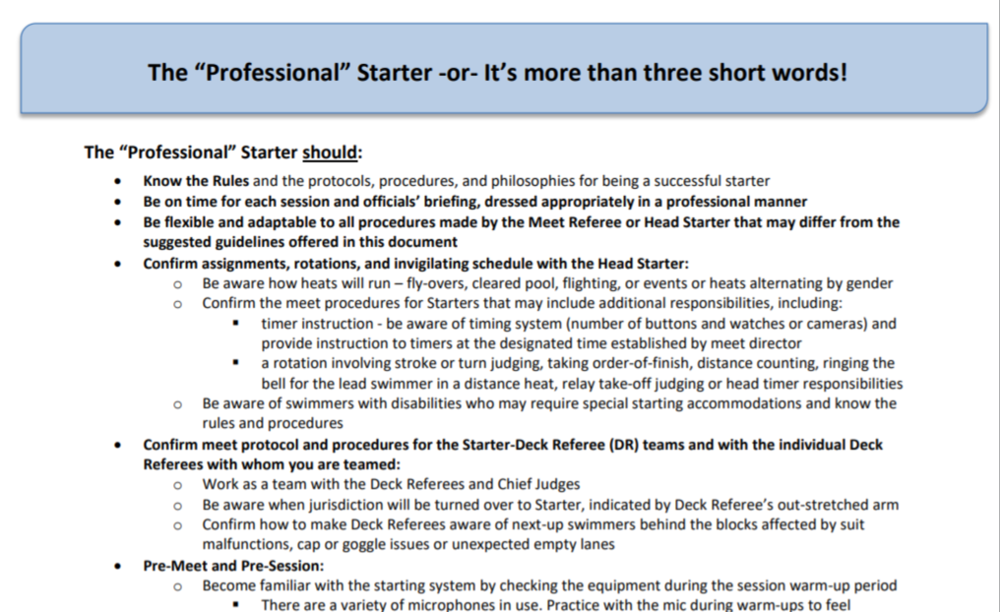 The “Professional” Starter -or- It’s more than three short words!
The “Professional” Starter should:
• Know the Rules and the protocols, procedures, and philosophies for being a successful starter
• Be on time for each session and officials’ briefing, dressed appropriately in a professional manner
• Be flexible and adaptable to all procedures made by the Meet Referee or Head Starter that may differ from the
suggested guidelines offered in this document
• Confirm assignments, rotations, and invigilating schedule with the Head Starter:
o Be aware how heats will run – fly-overs, cleared pool, flighting, or events or heats alternating by gender
o Confirm the meet procedures for Starters that may include additional responsibilities, including:
▪ timer instruction - be aware of timing system (number of buttons and watches or cameras) and
provide instruction to timers at the designated time established by meet director
▪ a rotation involving stroke or turn judging, taking order-of-finish, distance counting, ringing the
bell for the lead swimmer in a distance heat, relay take-off judging or head timer responsibilities
o Be aware of swimmers with disabilities who may require special starting accommodations and know the
rules and procedures
• Confirm meet protocol and procedures for the Starter-Deck Referee (DR) teams and with the individual Deck
Referees with whom you are teamed:
o Work as a team with the Deck Referees and Chief Judges
o Be aware when jurisdiction will be turned over to Starter, indicated by Deck Referee’s out-stretched arm
o Confirm how to make Deck Referees aware of next-up swimmers behind the blocks affected by suit
malfunctions, cap or goggle issues or unexpected empty lanes
• Pre-Meet and Pre-Session:
o Become familiar with the starting system by checking the equipment during the session warm-up period
▪ There are a variety of microphones in use. Practice with the mic during warm-ups to feel